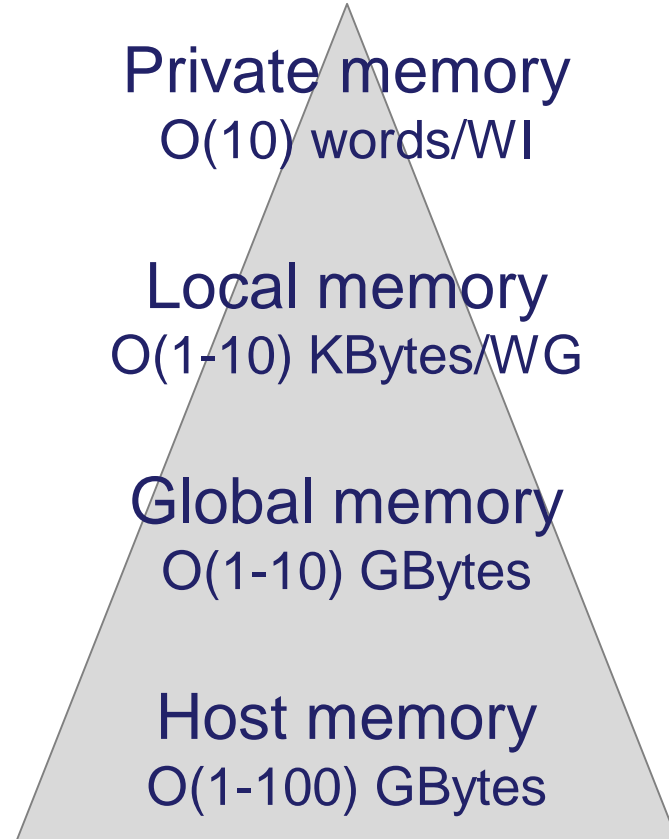 Private memory
O(10) words/WI
Local memory
O(1-10) KBytes/WG
Global memory
O(1-10) GBytes
Host memory
O(1-100) GBytes